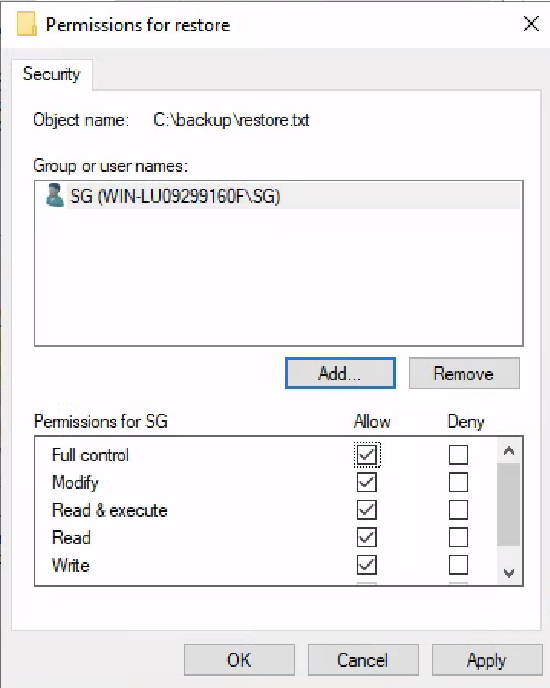 Permissions for restore
Security
Object name: C:\backup\restore.txt
Group or user names:
SG (WIN-LU09299160F\SG)
Add... Remove
Permissions for SG Allow Deny
Full control
Modify
Read & execute
Read
Write
OK Cancel Apply